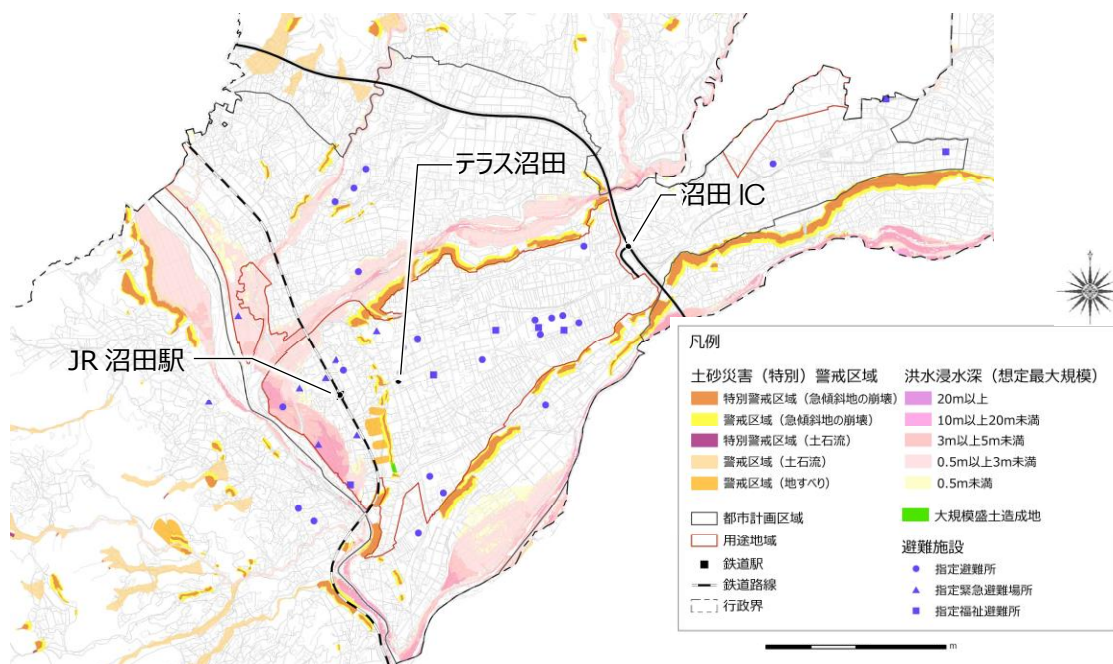 テラス沼田
沼田 IC
JR 沼田駅
凡例
土砂災害（特別）警戒区域
特別警戒区域（急傾斜地の崩壊）
警戒区域（急傾斜地の崩壊）
特別警戒区域（土石流）
警戒区域（土石流）
警戒区域（地すべり）
都市計画区域
用途地域
鉄道駅
鉄道路線
行政界
洪水浸水深（想定最大規模）
20m以上
10m以上20m未満
3m以上5m未満
0.5m以上3m未満
0.5m未満
大規模盛土造成地
避難施設
指定避難所
指定緊急避難場所
指定福祉避難所
m